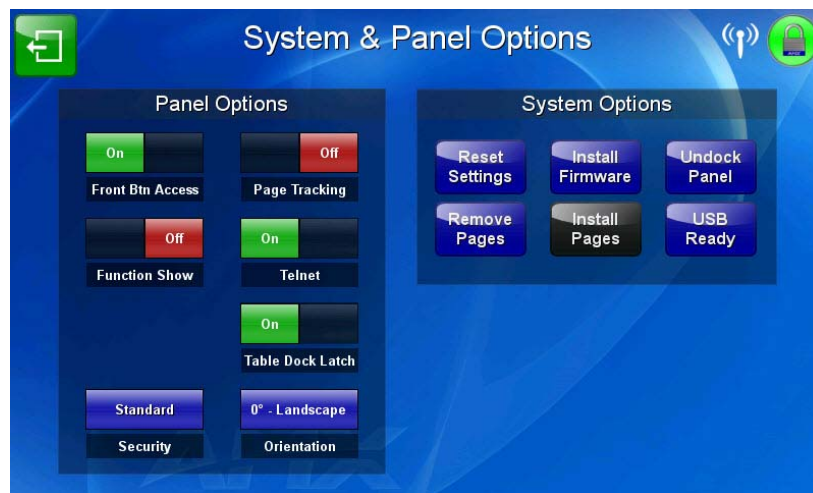 System & Panel Options
Panel Options
On
Off
Front Btn Access
Page Tracking
Off
On
Function Show
Telnet
On
Table Dock Latch
Standard
0° - Landscape
Security
Orientation
System Options
Reset
Settings
Install
Firmware
Undock
Panel
Remove
Pages
Install
Pages
USB
Ready